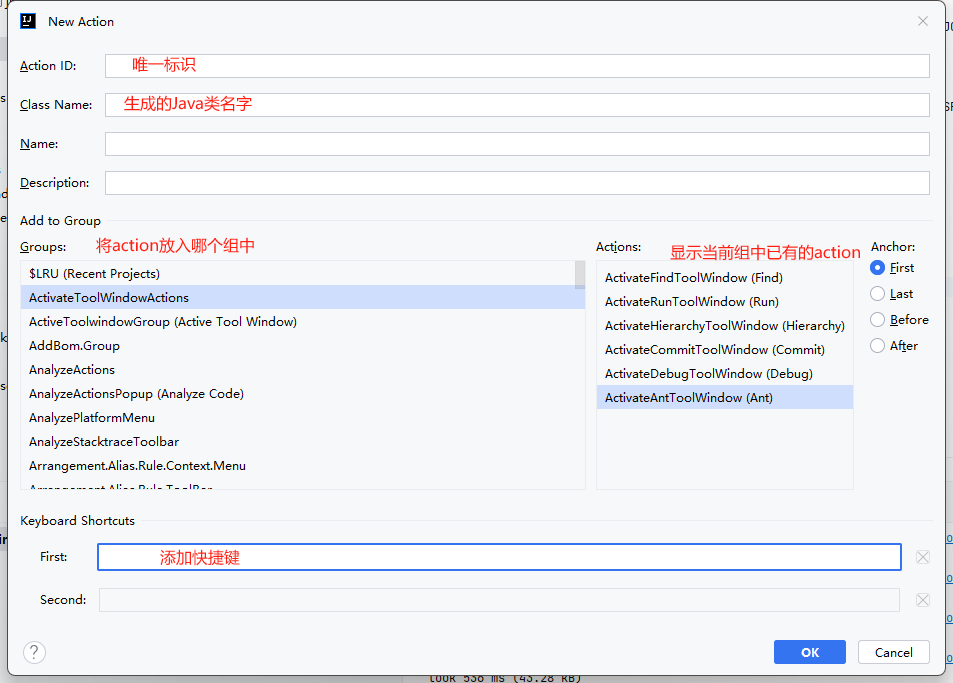 New Action
Action ID: 唯一标识
Class Name: 生成的Java类名字
Name:
Description:
Add to Group
Groups: 将action放入哪个组中
$LRU (Recent Projects)
ActivateToolWindowActions
ActiveToolwindowGroup (Active Tool Window)
AddBom.Group
AnalyzeActions
AnalyzeActionsPopup (Analyze Code)
AnalyzePlatformMenu
AnalyzeStacktraceToolbar
Arrangement.Alias.Rule.Context.Menu
Arrangement.Alias.Rule.ToolBar
Actions: 显示当前组中已有的action
ActivateFindToolWindow (Find)
ActivateRunToolWindow (Run)
ActivateHierarchyToolWindow (Hierarchy)
ActivateCommitToolWindow (Commit)
ActivateDebugToolWindow (Debug)
ActivateAntToolWindow (Ant)
Anchor:
First
Last
Before
After
Keyboard Shortcuts
First: 添加快捷键
Second:
?
OK
Cancel
took 538 ms (43.28 kB)